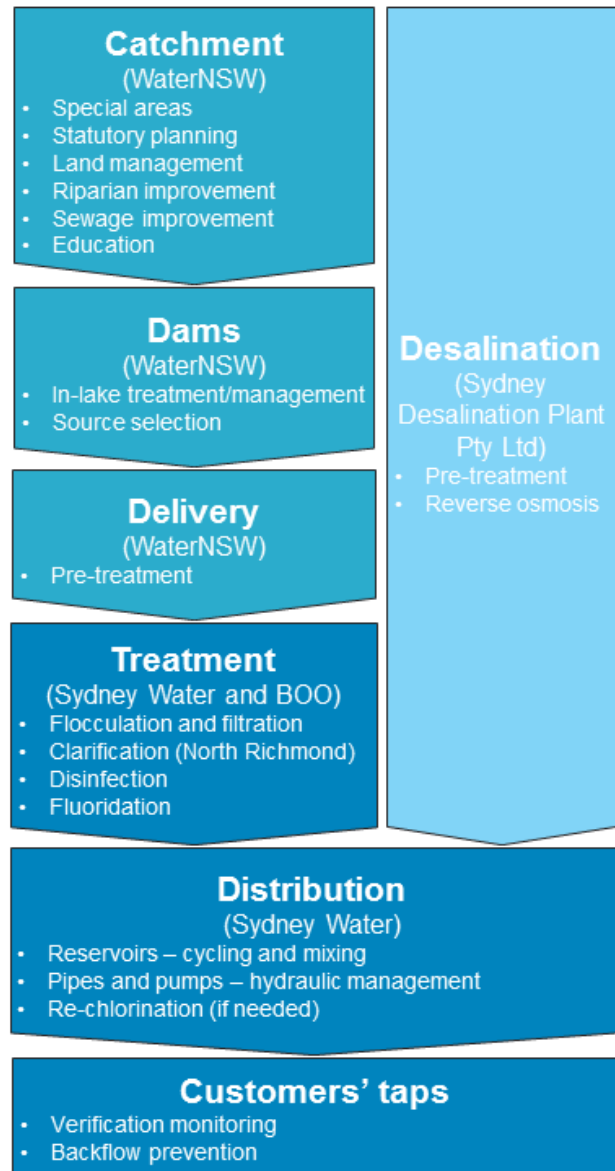 Catchment
(WaterNSW)
• Special areas
• Statutory planning
• Land management
• Riparian improvement
• Sewage improvement
• Education
Dams
(WaterNSW)
• In-lake treatment/management
• Source selection
Delivery
(WaterNSW)
• Pre-treatment
Treatment
(Sydney Water and BOO)
• Flocculation and filtration
• Clarification (North Richmond)
• Disinfection
• Fluoridation
Desalination
(Sydney
Desalination Plant
Pty Ltd)
• Pre-treatment
• Reverse osmosis
Distribution
(Sydney Water)
• Reservoirs – cycling and mixing
• Pipes and pumps – hydraulic management
• Re-chlorination (if needed)
Customers’ taps
• Verification monitoring
• Backflow prevention